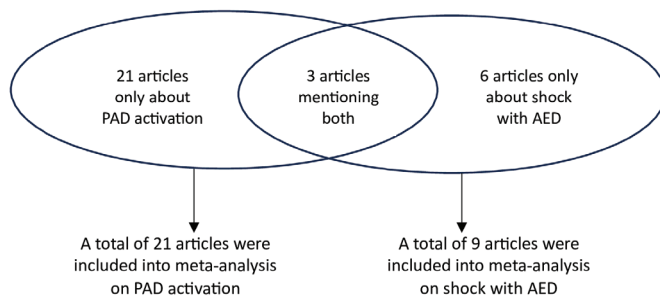 21 articles
only about
PAD activation
3 articles
mentioning
both
6 articles only
about shock
with AED
A total of 21 articles were
included into meta-analysis
on PAD activation
A total of 9 articles were
included into meta-analysis
on shock with AED